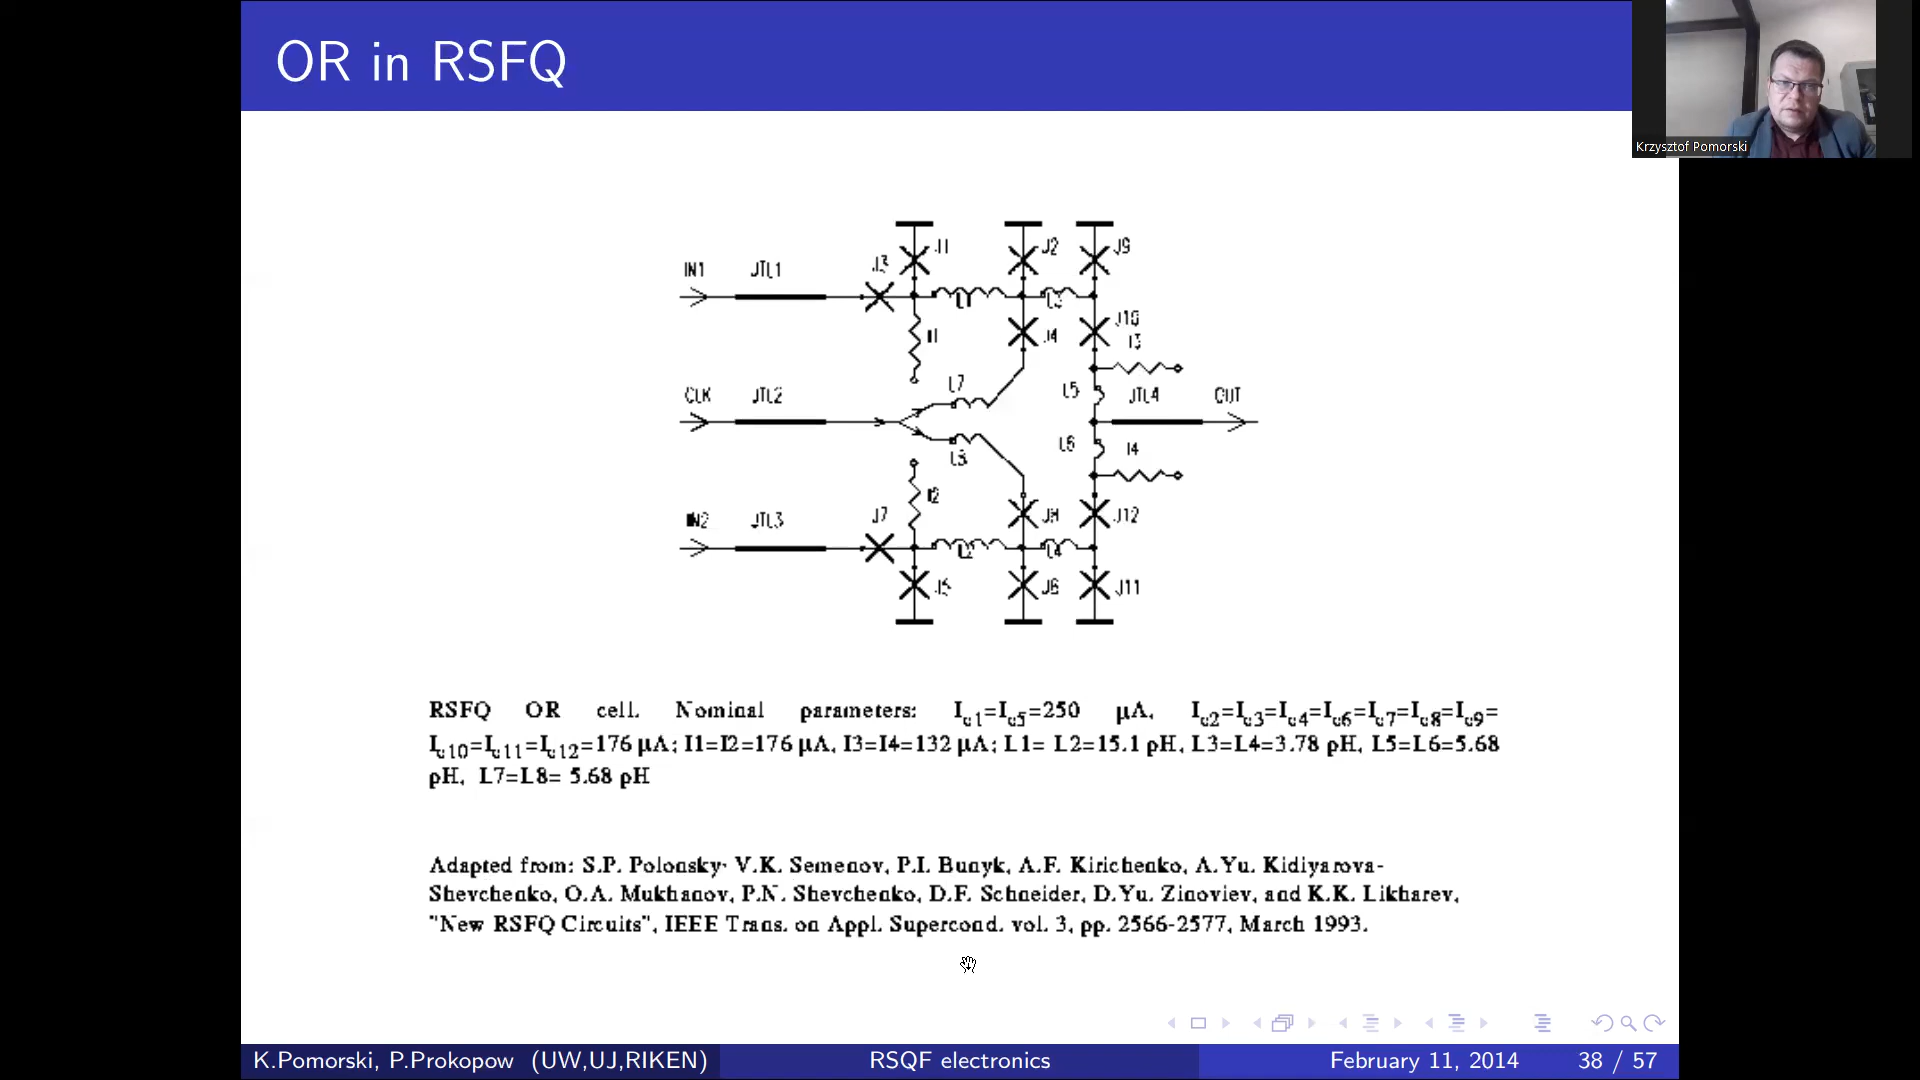 OR in RSFQ
Krzysztof Pomorski
J1 J2 J9
IN1 JTL1 J3
L1 L3
I1 J4 J10
I3
L7 L5
CLK JTL2 JTL4 OUT
L8 L6 I4
I2
IN2 JTL3 J7 J8 J12
L2 L4
J5 J6 J11
RSFQ OR cell. Nominal parameters: Ic1=Ic5=250 μA, Ic2=Ic3=Ic4=Ic6=Ic7=Ic8=Ic9=
Ic10=Ic11=Ic12=176 μA; I1=I2=176 μA, I3=I4=132 μA; L1= L2=15.1 pH, L3=L4=3.78 pH, L5=L6=5.68
pH, L7=L8= 5.68 pH
Adapted from: S.P. Polonsky· V.K. Semenov, P.I. Bunyk, A.F. Kirichenko, A.Yu. Kidiyarova-
Shevchenko, O.A. Mukhanov, P.N. Shevchenko, D.F. Schneider, D.Yu. Zinoviev, and K.K. Likharev,
"New RSFQ Circuits", IEEE Trans. on Appl. Supercond. vol. 3, pp. 2566-2577, March 1993.
K.Pomorski, P.Prokopow (UW,UJ,RIKEN) RSQF electronics February 11, 2014 38 / 57